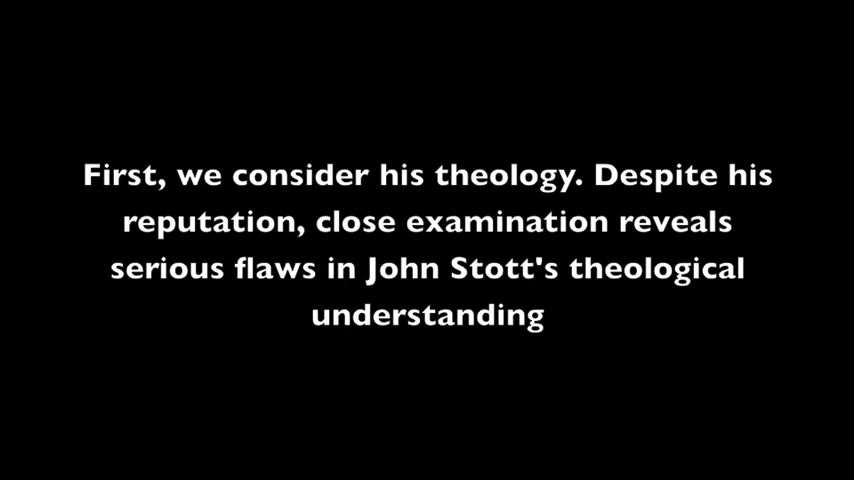 First, we consider his theology. Despite his
reputation, close examination reveals
serious flaws in John Stott's theological
understanding